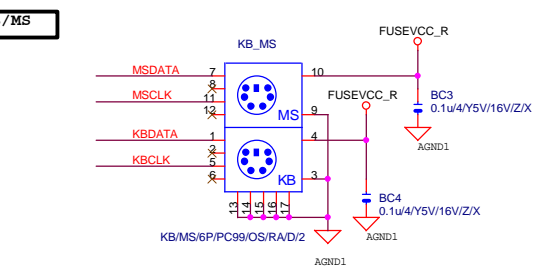 /MS
FUSEVCC_R
KB_MS
MSDATA 7 10
8
MSCLK 11
12 MS 9
FUSEVCC_R
BC3
0.1u/4/Y5V/16V/Z/X
AGND1
KBDATA 1 4
2
KBCLK 5
6 KB 3
13 14 15 16 17
BC4
0.1u/4/Y5V/16V/Z/X
KB/MS/6P/PC99/OS/RA/D/2
AGND1
AGND1